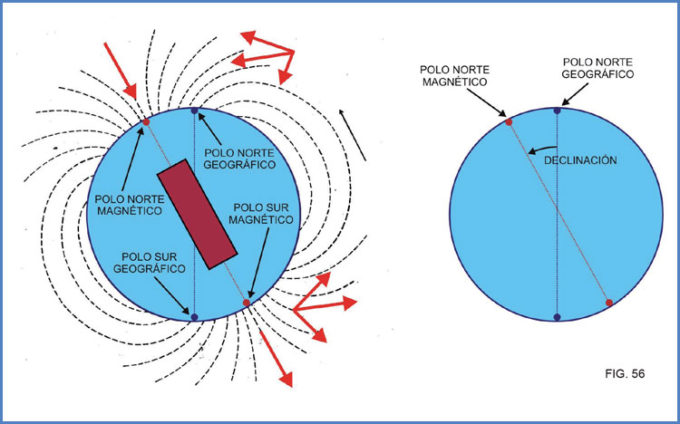 POLO NORTE
GEOGRÁFICO
POLO NORTE
MAGNÉTICO
POLO SUR
MAGNÉTICO
POLO SUR
GEOGRÁFICO
POLO NORTE
MAGNÉTICO
POLO NORTE
GEOGRÁFICO
DECLINACIÓN
FIG. 56